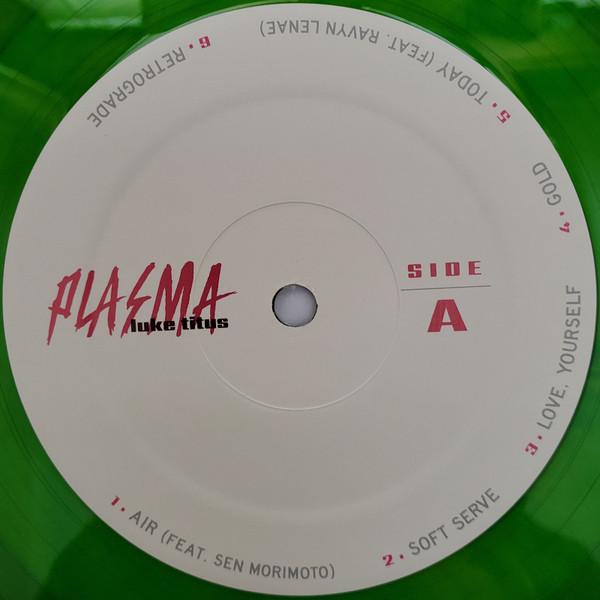 PLASMA
luke titus
SIDE
A
1. AIR (FEAT. SEN MORIMOTO)
2. SOFT SERVE
3. LOVE, YOURSELF
4. GOLD
5. TODAY (FEAT. RAVYN LENAE)
6. RETROGRADE